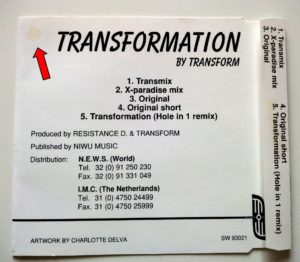 TRANSFORMATION
BY TRANSFORM
1. Transmix
2. X-paradise mix
3. Original
4. Original short
5. Transformation (Hole in 1 remix)
Produced by RESISTANCE D. & TRANSFORM
Published by NIWU MUSIC
Distribution: N.E.W.S. (World)
Tel. 32 (0) 91 250 230
Fax. 32 (0) 91 331 049
I.M.C. (The Netherlands)
Tel. 31 (0) 4750 24499
Fax. 31 (0) 4750 25999
ARTWORK BY CHARLOTTE DELVA
SW 93021
1. Transmix
2. X-paradise mix
3. Original
4. Original short
5. Transformation (Hole in 1 remix)